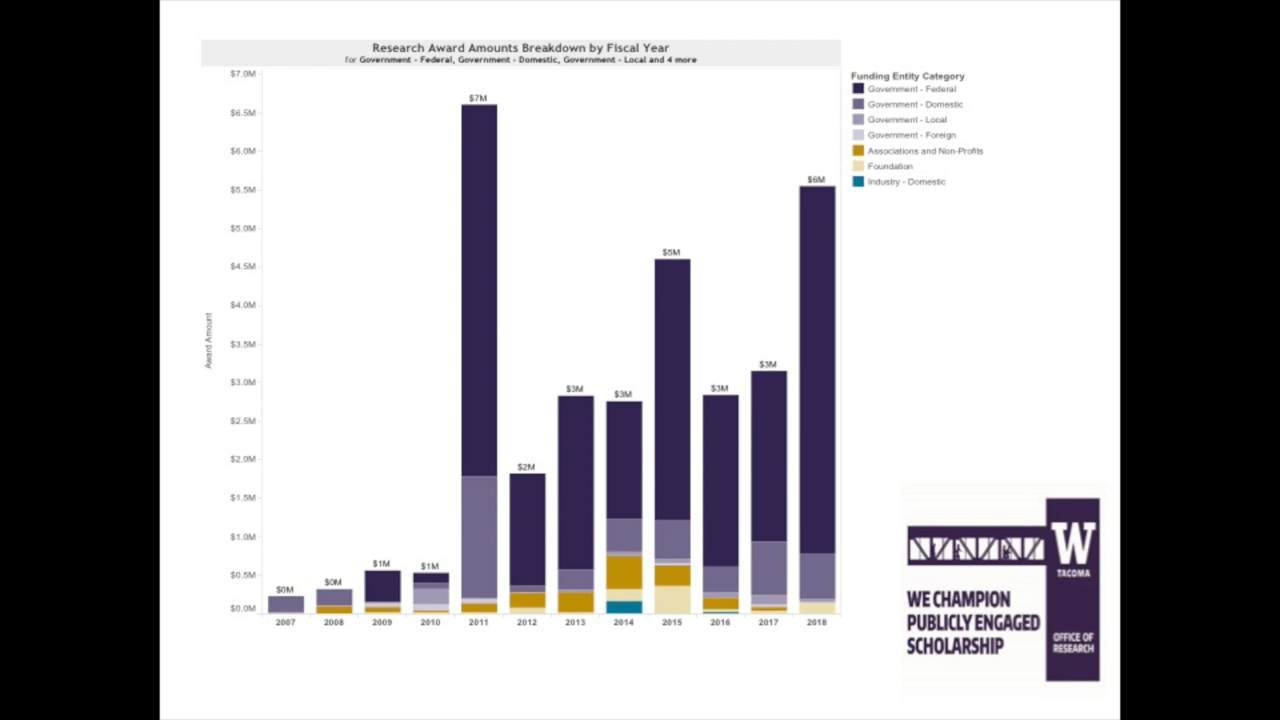 Research Award Amounts Breakdown by Fiscal Year
for Government - Federal, Government - Domestic, Government - Local and 4 more
Funding Entity Category
Government - Federal
Government - Domestic
Government - Local
Government - Foreign
Associations and Non-Profits
Foundation
Industry - Domestic
Award Amount
$7.0M
$6.5M
$6.0M
$5.5M
$5.0M
$4.5M
$4.0M
$3.5M
$3.0M
$2.5M
$2.0M
$1.5M
$1.0M
$0.5M
$0.0M
$0M
$0M
$1M
$1M
$7M
$2M
$3M
$3M
$5M
$3M
$3M
$6M
2007 2008 2009 2010 2011 2012 2013 2014 2015 2016 2017 2018
W
TACOMA
WE CHAMPION
PUBLICLY ENGAGED
SCHOLARSHIP
OFFICE OF
RESEARCH